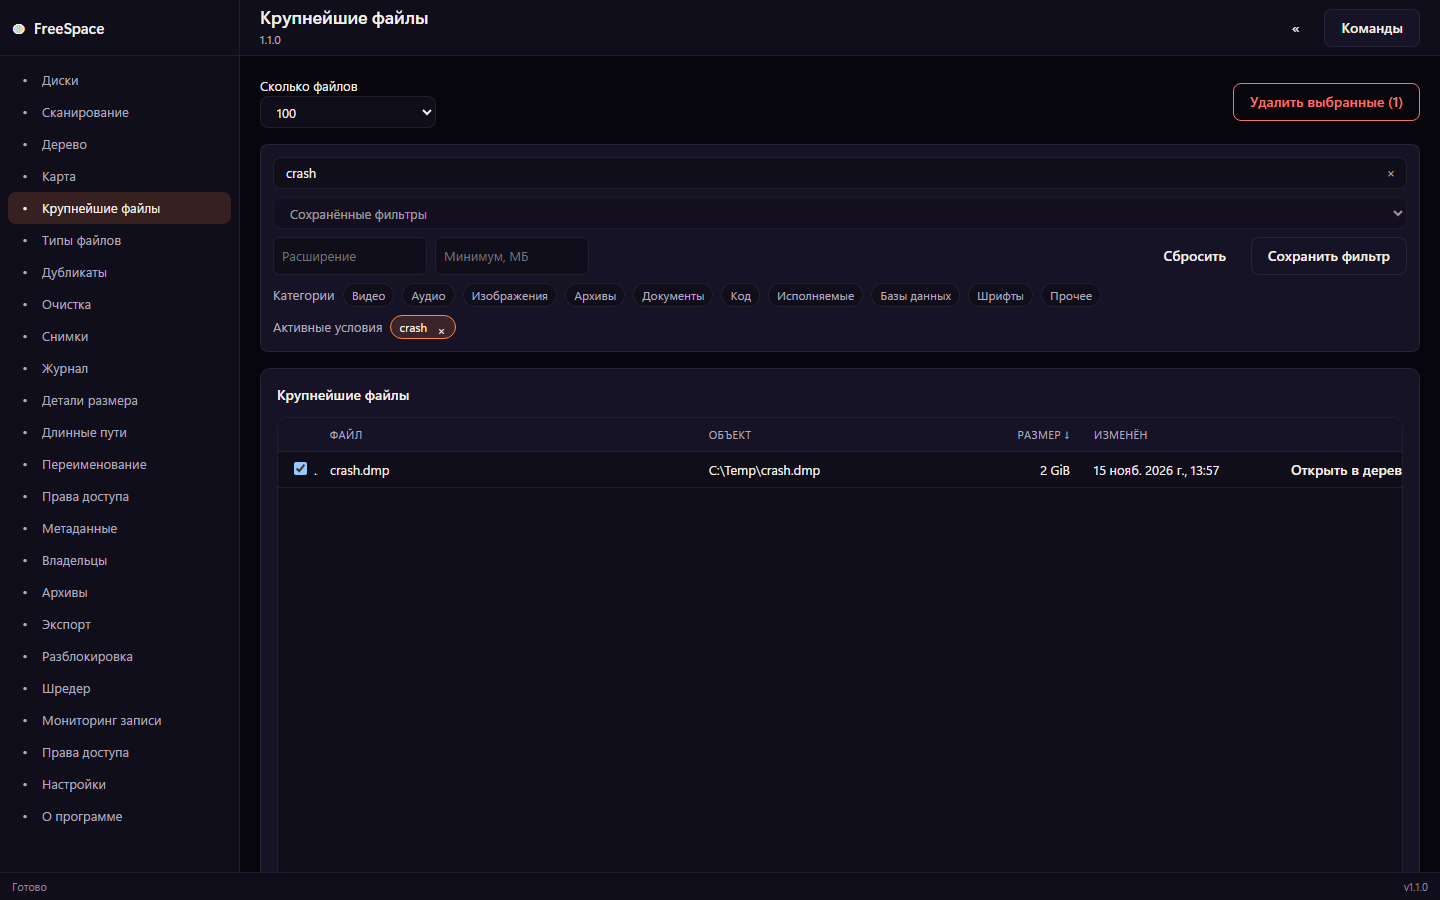 FreeSpace
Крупнейшие файлы
1.1.0
«
Команды
Диски
Сканирование
Дерево
Карта
Крупнейшие файлы
Типы файлов
Дубликаты
Очистка
Снимки
Журнал
Детали размера
Длинные пути
Переименование
Права доступа
Метаданные
Владельцы
Архивы
Экспорт
Разблокировка
Шредер
Мониторинг записи
Права доступа
Настройки
О программе
Сколько файлов
100
Удалить выбранные (1)
crash ×
Сохранённые фильтры
Расширение Минимум, МБ Сбросить Сохранить фильтр
Категории Видео Аудио Изображения Архивы Документы Код Исполняемые Базы данных Шрифты Прочее
Активные условия crash ×
Крупнейшие файлы
ФАЙЛ ОБЪЕКТ РАЗМЕР ↓ ИЗМЕНЁН
crash.dmp C:\Temp\crash.dmp 2 GiB 15 нояб. 2026 г., 13:57 Открыть в дерев
Готово v1.1.0